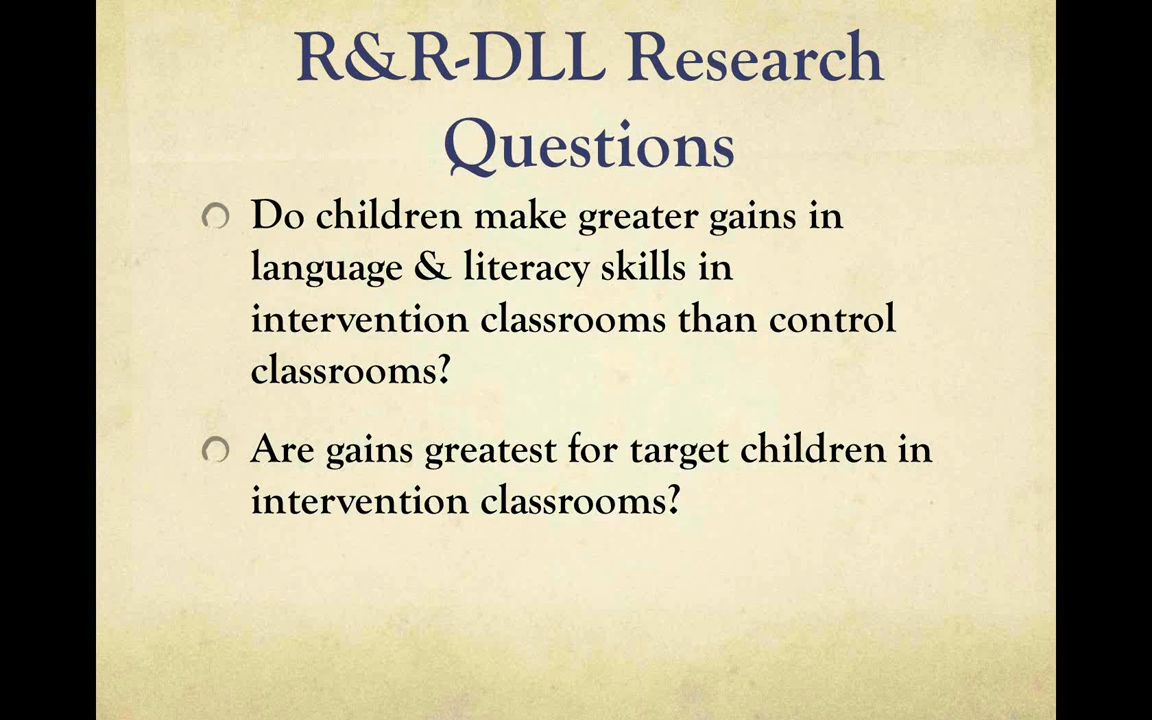 R&R-DLL Research
Questions
Do children make greater gains in
language & literacy skills in
intervention classrooms than control
classrooms?
Are gains greatest for target children in
intervention classrooms?